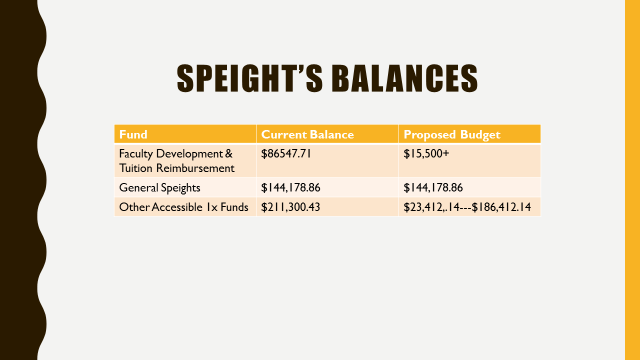 SPEIGHT'S BALANCES
Fund Current Balance Proposed Budget
Faculty Development & $86547.71 $15,500+
Tuition Reimbursement
General Speights $144,178.86 $144,178.86
Other Accessible 1x Funds $211,300.43 $23,412,.14---$186,412.14